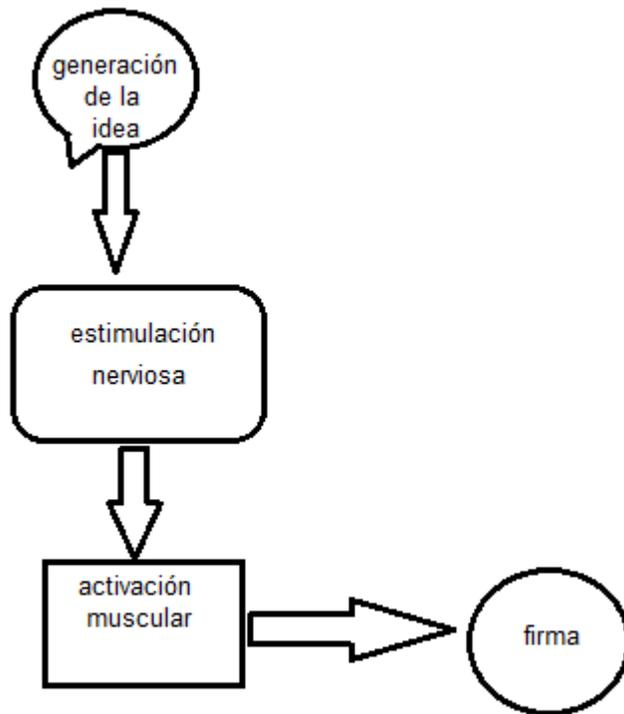 generación
de la
idea
estimulación
nerviosa
activación
muscular
firma